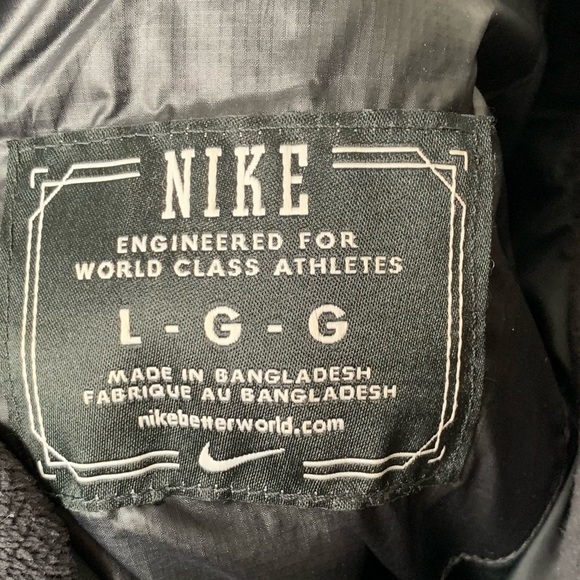 NIKE
ENGINEERED FOR
WORLD CLASS ATHLETES
L - G - G
MADE IN BANGLADESH
FABRIQUE AU BANGLADESH
nikebetterworld.com